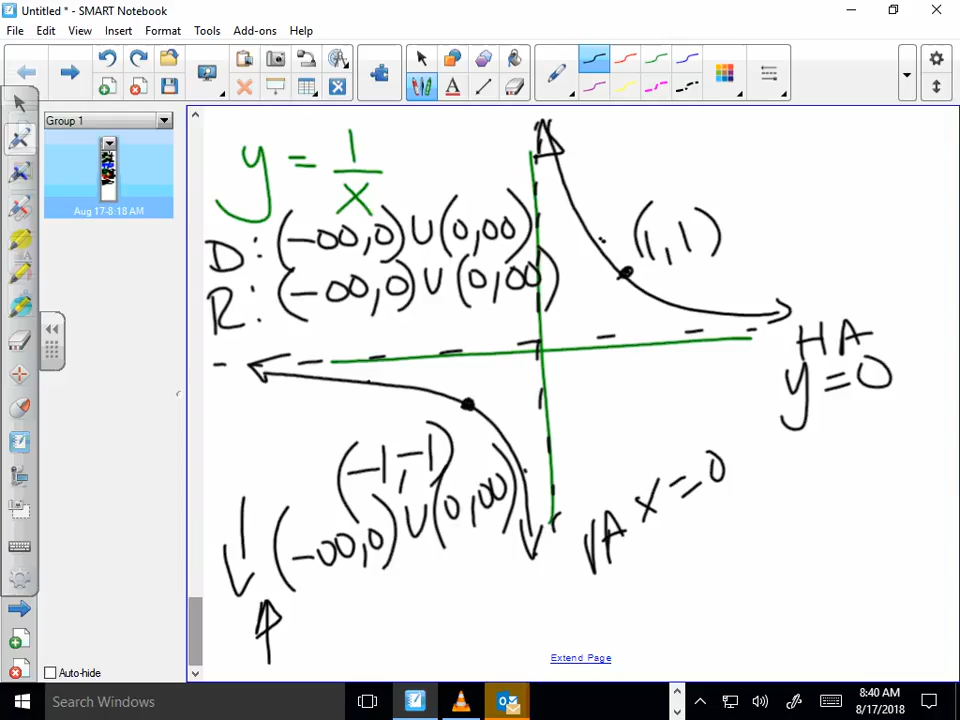 Untitled * - SMART Notebook
File Edit View Insert Format Tools Add-ons Help
Group 1
Aug 17-8:18 AM
y = 1/x
D: (-∞,0)∪(0,∞)
R: (-∞,0)∪(0,∞)
(1,1)
HA
y=0
(-1,-1)
↓ (-∞,0)∪(0,∞)
↑
VA x=0
Extend Page
Auto-hide
Search Windows
8:40 AM
8/17/2018